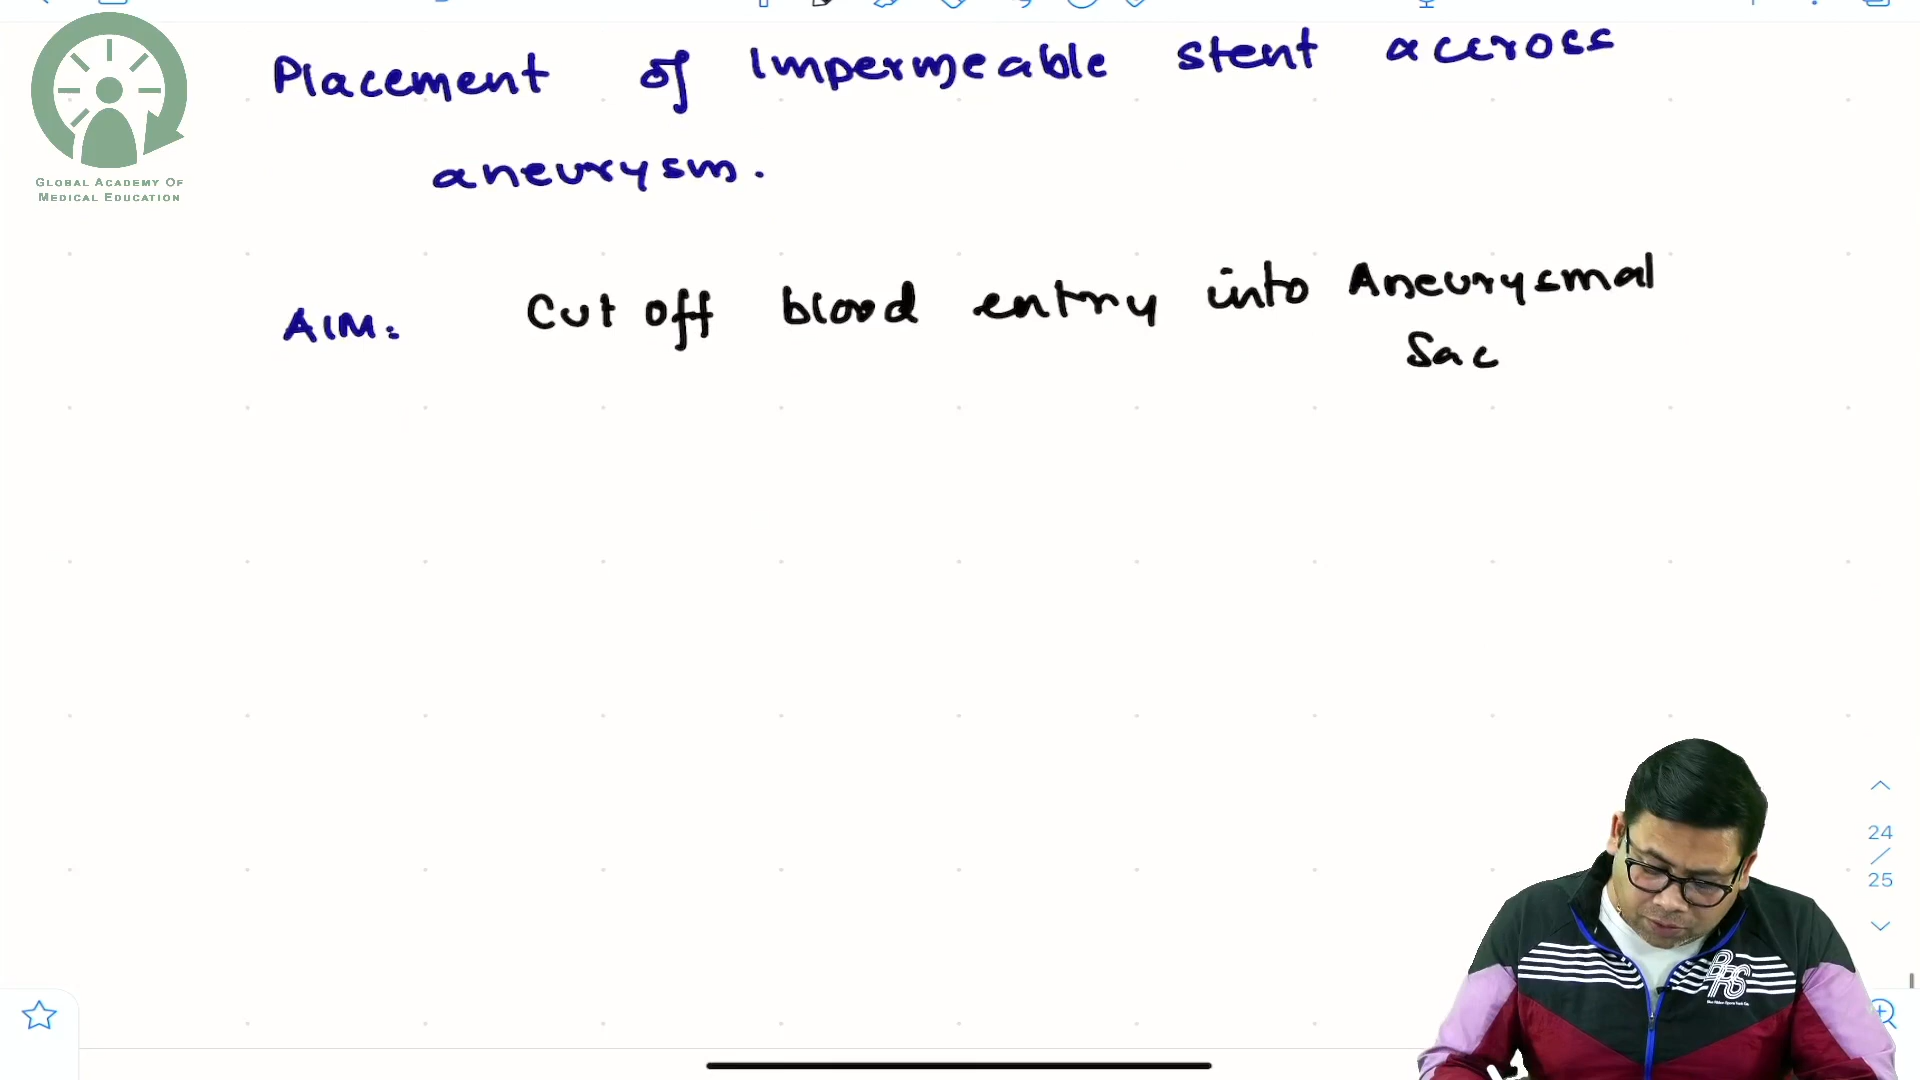 Placement of Impermeable stent accross
aneurysm.
AIM: Cut off blood entry into Aneurysmal
Sac
GLOBAL ACADEMY OF
MEDICAL EDUCATION
24
25